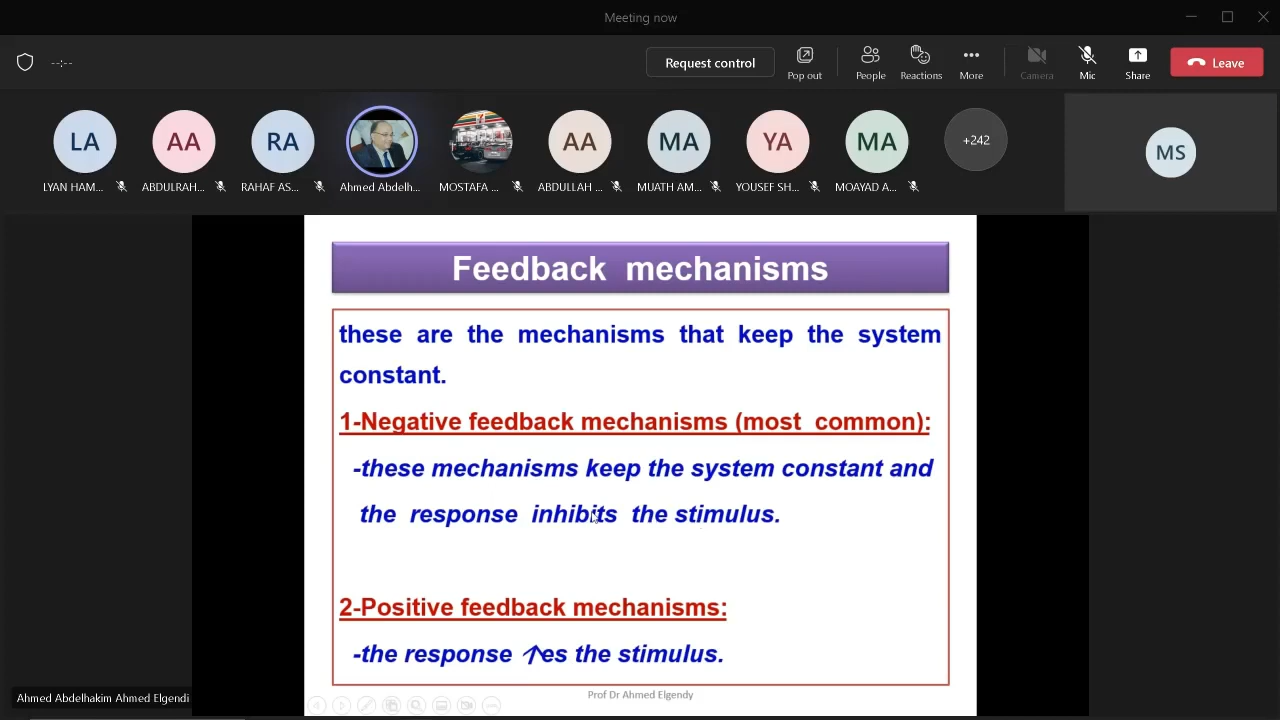 Meeting now
--:--
Request control
Pop out
People
Reactions
More
Camera
Mic
Share
Leave
LA
AA
RA
AA
MA
YA
MA
+242
MS
LYAN HAM...
ABDULRAH...
RAHAF AS...
Ahmed Abdelh...
MOSTAFA ...
ABDULLAH ...
MUATH AM...
YOUSEF SH...
MOAYAD A...
Feedback mechanisms
these are the mechanisms that keep the system
constant.
1-Negative feedback mechanisms (most common):
-these mechanisms keep the system constant and
the response inhibits the stimulus.
2-Positive feedback mechanisms:
-the response ↑es the stimulus.
Prof Dr Ahmed Elgendy
Ahmed Abdelhakim Ahmed Elgendi